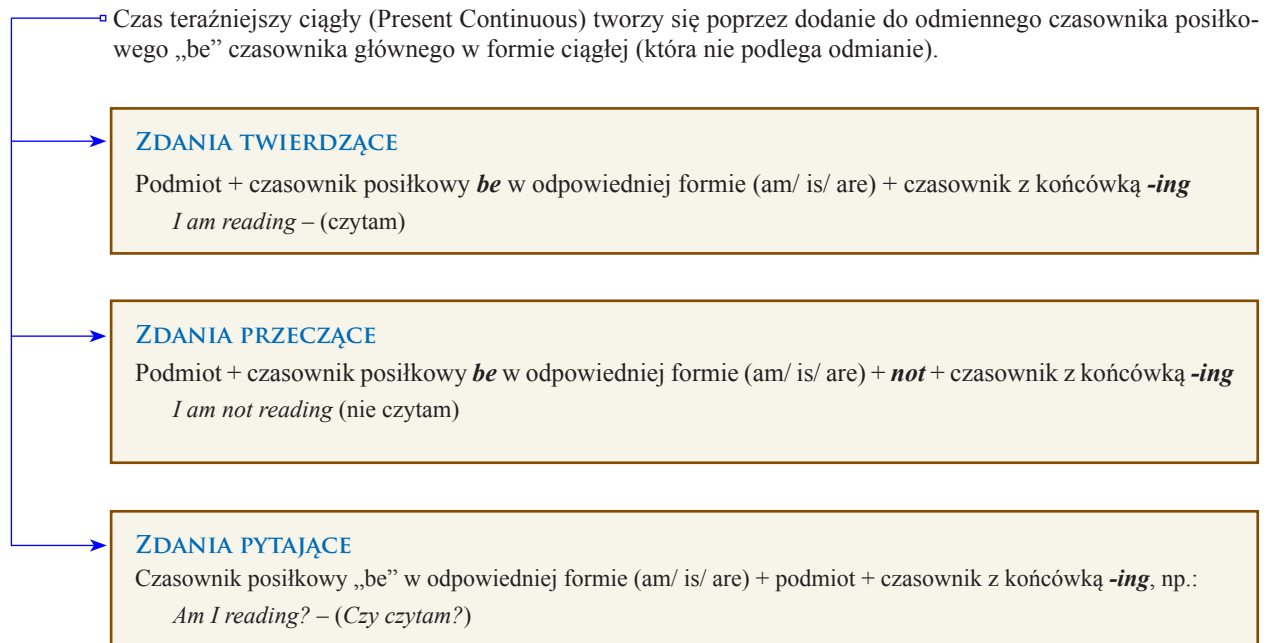 Czas teraźniejszy ciągły (Present Continuous) tworzy się poprzez dodanie do odmiennego czasownika posiłko-
wego „be” czasownika głównego w formie ciągłej (która nie podlega odmianie).
Zdania twierdzące
Podmiot + czasownik posiłkowy be w odpowiedniej formie (am/ is/ are) + czasownik z końcówką -ing
I am reading – (czytam)
Zdania przeczące
Podmiot + czasownik posiłkowy be w odpowiedniej formie (am/ is/ are) + not + czasownik z końcówką -ing
I am not reading (nie czytam)
Zdania pytające
Czasownik posiłkowy „be” w odpowiedniej formie (am/ is/ are) + podmiot + czasownik z końcówką -ing, np.:
Am I reading? – (Czy czytam?)